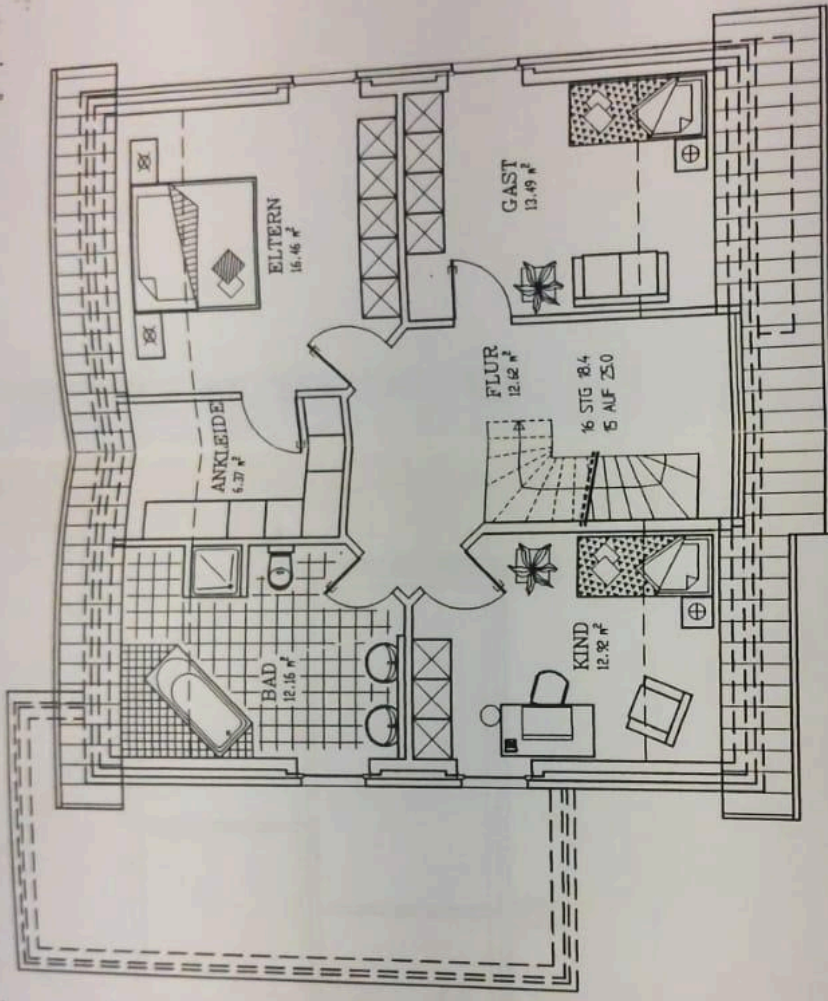 BAD
12.16 m²
ANKLEIDE
6.37 m²
ELTERN
16.46 m²
KIND
12.92 m²
FLUR
12.62 m²
16 STG 18.4
15 AUF 25.0
GAST
13.49 m²